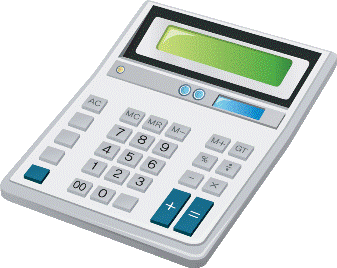 AC MC MR M- M+ GT
7 8 9 % ÷
4 5 6 - ×
1 2 3
00 0 + =